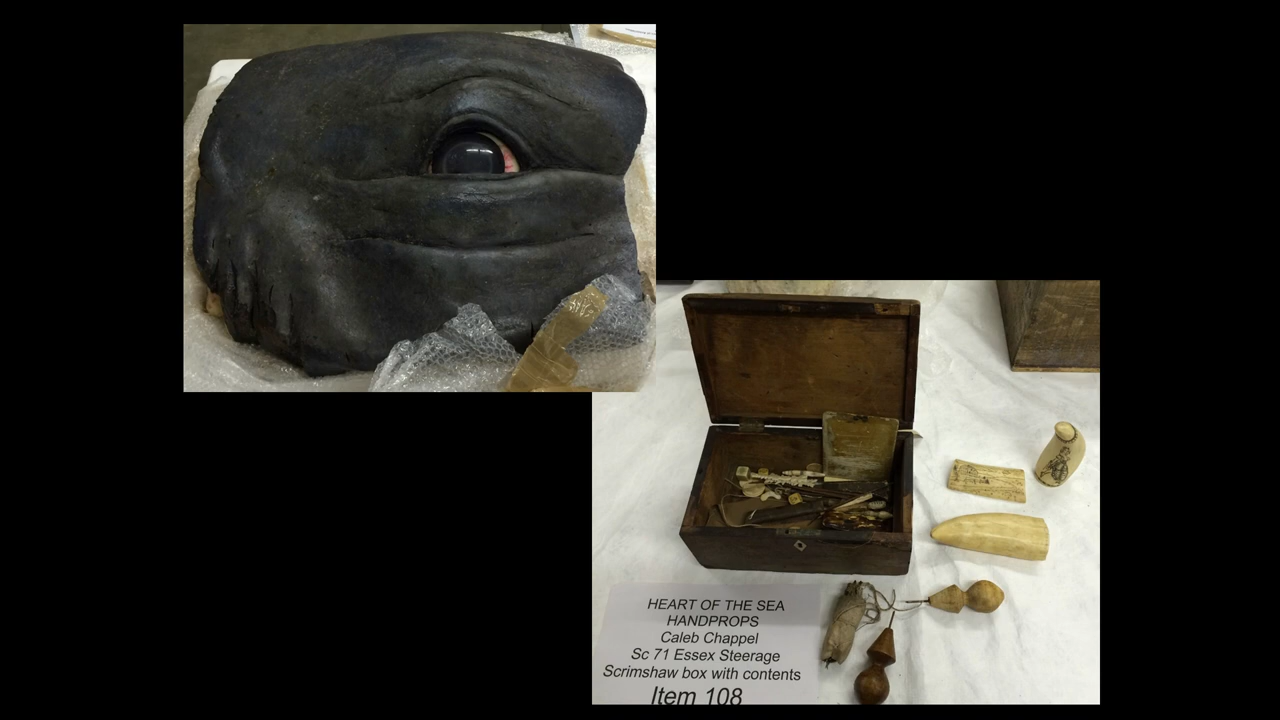 HEART OF THE SEA
HANDPROPS
Caleb Chappel
Sc 71 Essex Steerage
Scrimshaw box with contents
Item 108